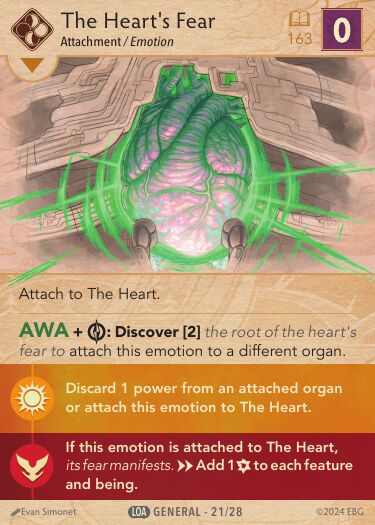 The Heart's Fear
Attachment / Emotion
163
0
Attach to The Heart.
AWA + : Discover [2] the root of the heart's
fear to attach this emotion to a different organ.
Discard 1 power from an attached organ
or attach this emotion to The Heart.
If this emotion is attached to The Heart,
its fear manifests. Add 1 to each feature
and being.
Evan Simonet
LOA GENERAL - 21/28
©2024 EBG